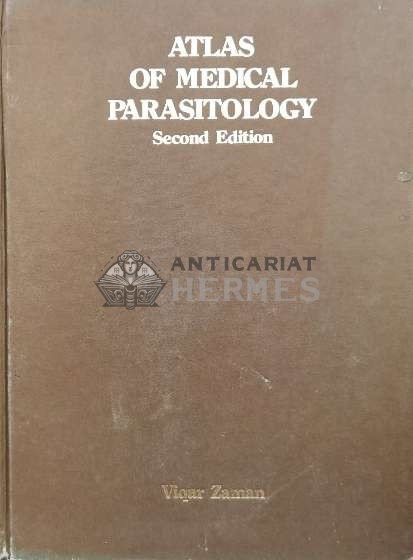 ATLAS
OF MEDICAL
PARASITOLOGY
Second Edition
ANTICARIAT
HERMES
Viqar Zaman